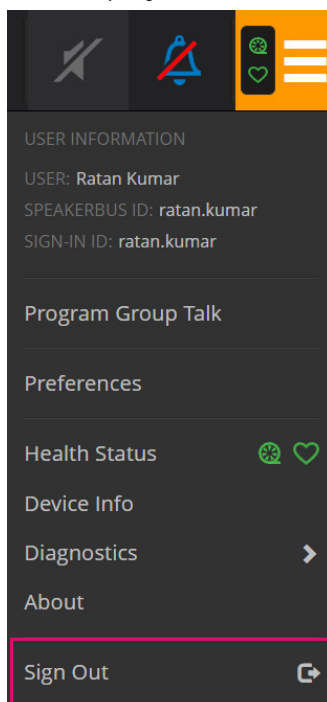 USER INFORMATION
USER: Ratan Kumar
SPEAKERBUS ID: ratan.kumar
SIGN-IN ID: ratan.kumar
Program Group Talk
Preferences
Health Status
Device Info
Diagnostics
About
Sign Out